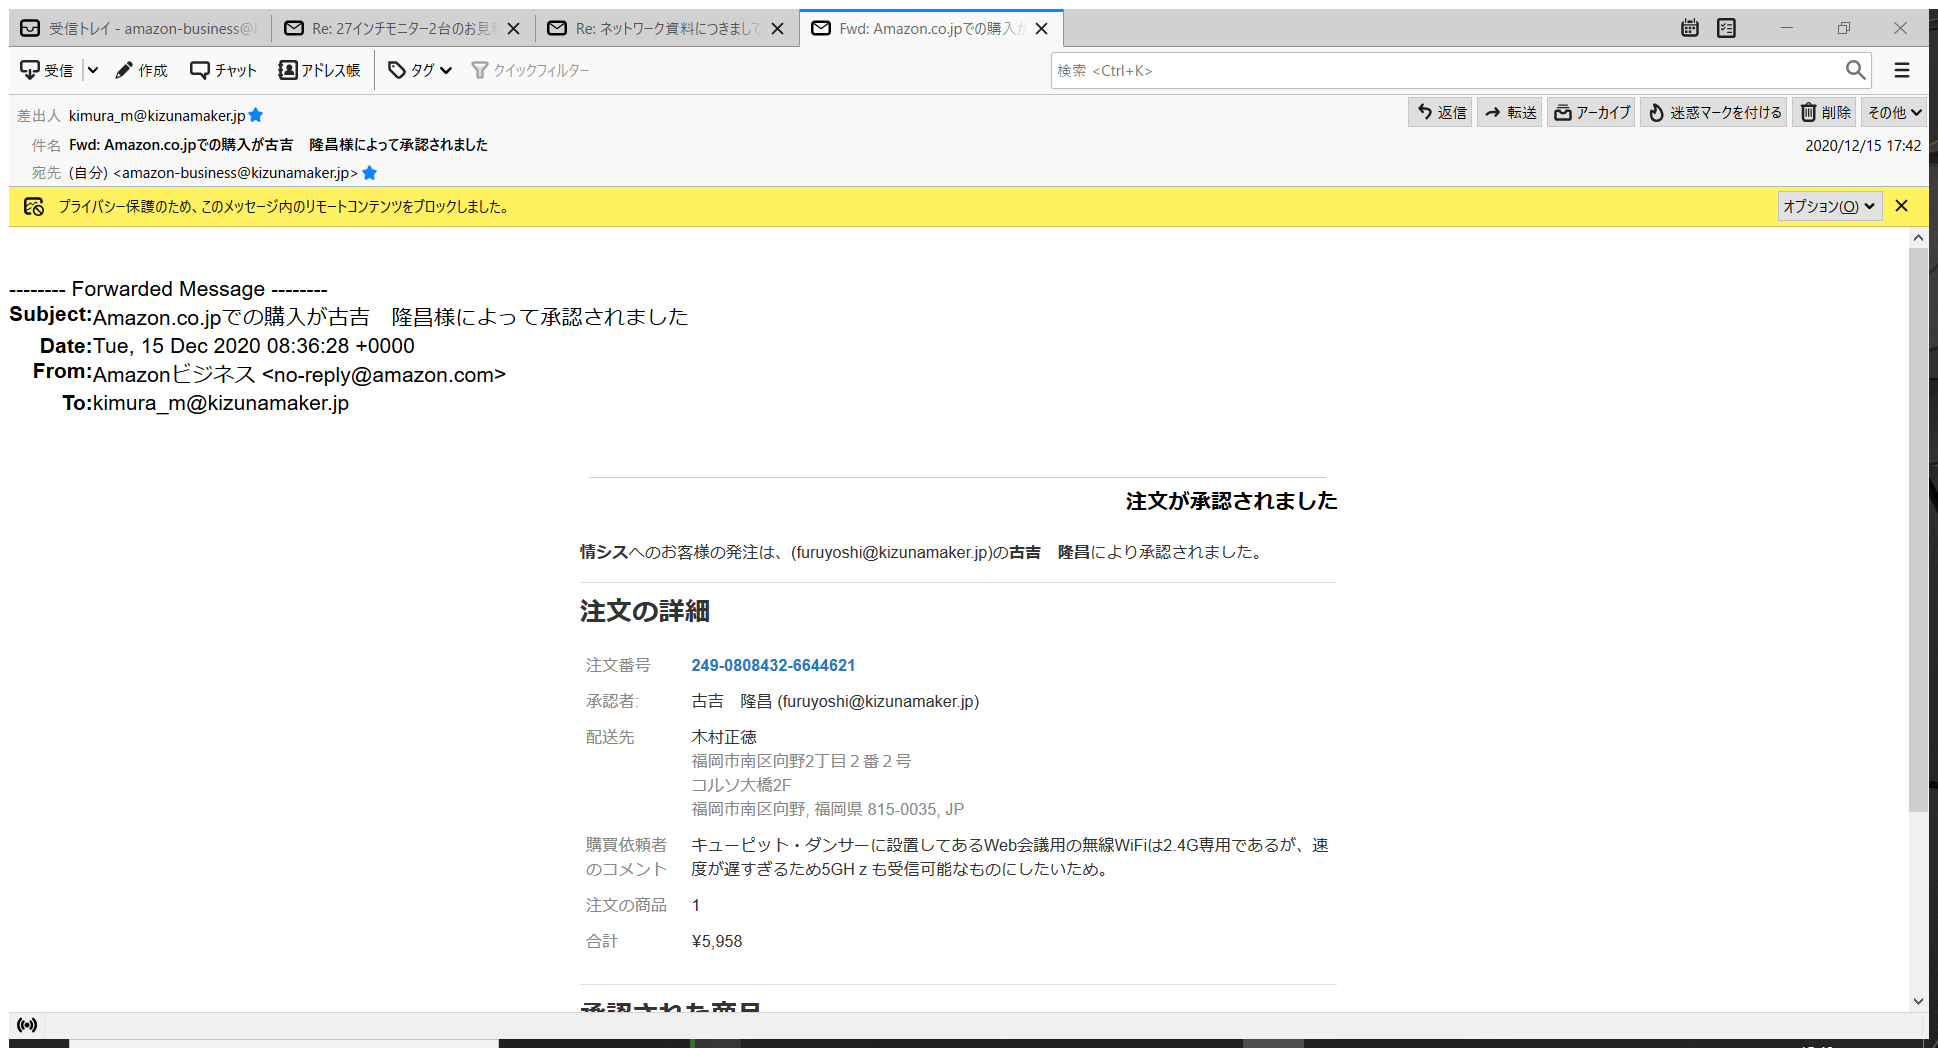 受信トレイ - amazon-business@
Re: 27インチモニター2台のお見
Re: ネットワーク資料につきまして
Fwd: Amazon.co.jpでの購入が
受信
作成
チャット
アドレス帳
タグ
クイックフィルター
検索 <Ctrl+K>
差出人 kimura_m@kizunamaker.jp
返信
転送
アーカイブ
迷惑マークを付ける
削除
その他
件名 Fwd: Amazon.co.jpでの購入が古吉　隆昌様によって承認されました
2020/12/15 17:42
宛先 (自分) <amazon-business@kizunamaker.jp>
プライバシー保護のため、このメッセージ内のリモートコンテンツをブロックしました。
オプション(O)
-------- Forwarded Message --------
Subject:Amazon.co.jpでの購入が古吉　隆昌様によって承認されました
Date:Tue, 15 Dec 2020 08:36:28 +0000
From:Amazonビジネス <no-reply@amazon.com>
To:kimura_m@kizunamaker.jp
注文が承認されました
情シスへのお客様の発注は、(furuyoshi@kizunamaker.jp)の古吉　隆昌により承認されました。
注文の詳細
注文番号 249-0808432-6644621
承認者: 古吉　隆昌 (furuyoshi@kizunamaker.jp)
配送先 木村正徳
福岡市南区向野2丁目２番２号
コルソ大橋2F
福岡市南区向野, 福岡県 815-0035, JP
購買依頼者 キューピット・ダンサーに設置してあるWeb会議用の無線WiFiは2.4G専用であるが、速
のコメント 度が遅すぎるため5GHｚも受信可能なものにしたいため。
注文の商品 1
合計 ¥5,958
承認された商品